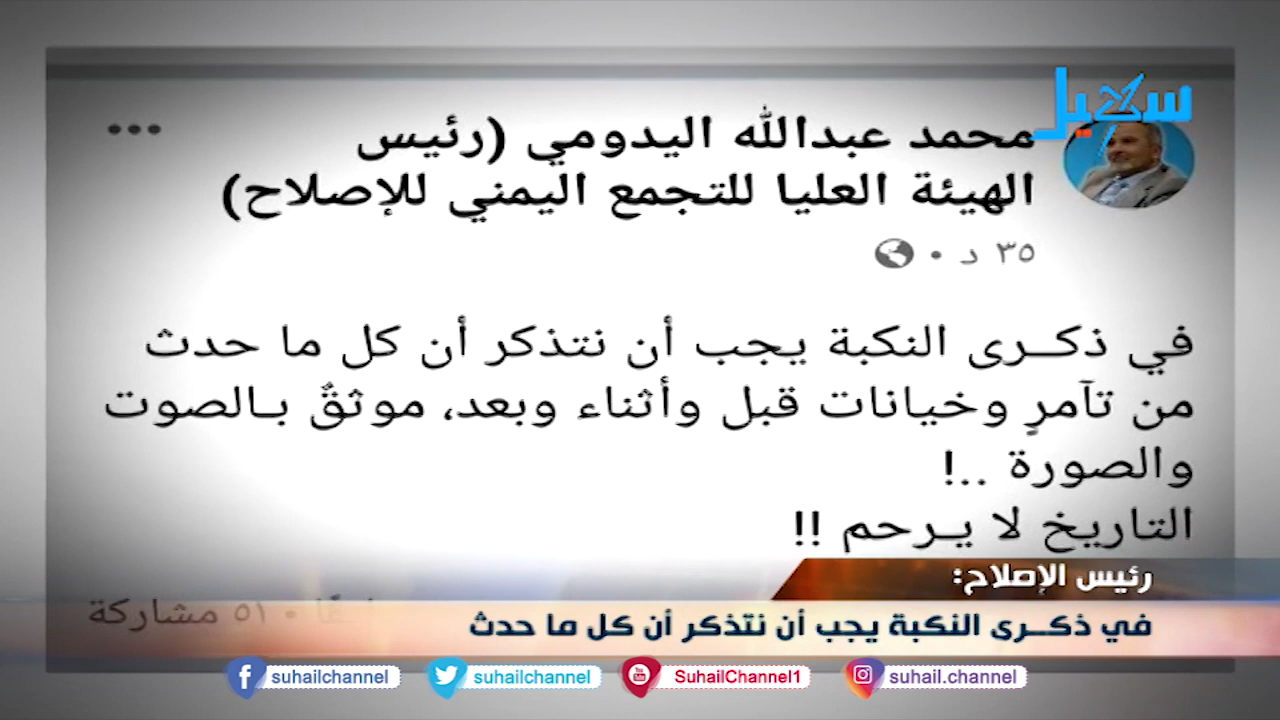 سهيل
محمد عبدالله اليدومي (رئيس
الهيئة العليا للتجمع اليمني للإصلاح)
٣٥ د •
في ذكــرى النكبة يجب أن نتذكر أن كل ما حدث
من تآمرٍ وخيانات قبل وأثناء وبعد، موثقٌ بـالصوت
والصورة ..!
التاريخ لا يـرحم !!
٥١ مشاركة
رئيس الإصلاح:
في ذكــرى النكبة يجب أن نتذكر أن كل ما حدث
suhailchannel
suhailchannel
SuhailChannel1
suhail.channel